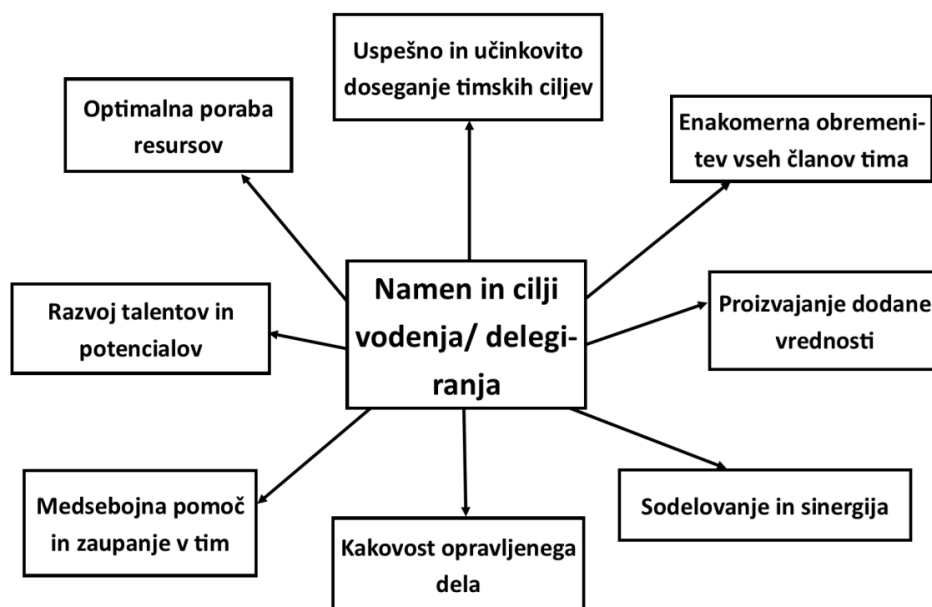 Uspešno in učinkovito
doseganje timskih ciljev
Optimalna poraba
resursov
Enakomerna obremeni-
tev vseh članov tima
Namen in cilji
vodenja/ delegi-
ranja
Razvoj talentov in
potencialov
Proizvajanje dodane
vrednosti
Medsebojna pomoč
in zaupanje v tim
Kakovost opravljenega
dela
Sodelovanje in sinergija